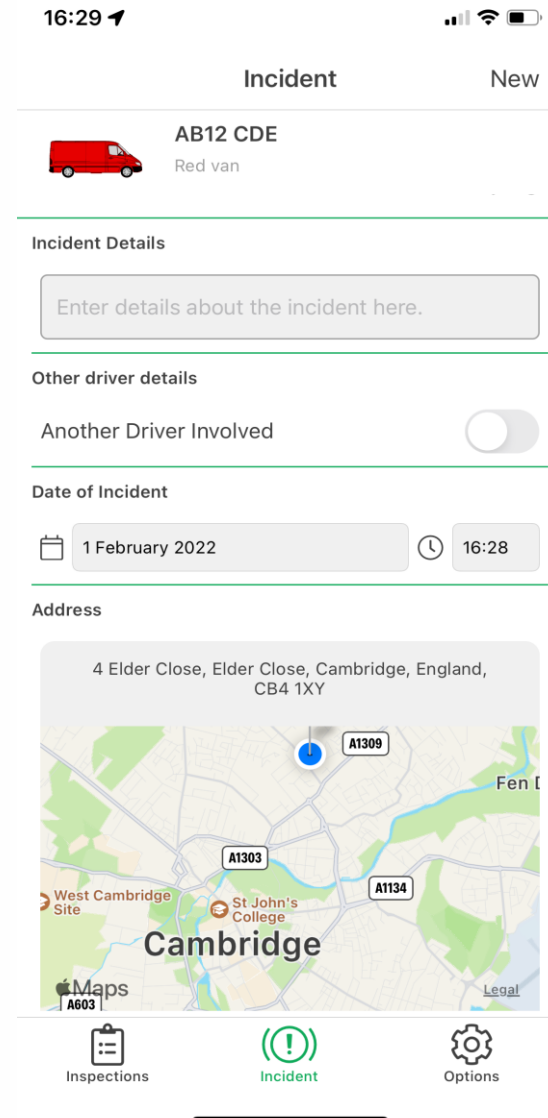 16:29
Incident
New
AB12 CDE
Red van
Incident Details
Enter details about the incident here.
Other driver details
Another Driver Involved
Date of Incident
1 February 2022
16:28
Address
4 Elder Close, Elder Close, Cambridge, England,
CB4 1XY
A1309
Fen D
A1303
A1134
West Cambridge
Site
St John's
College
Cambridge
Maps
Legal
A603
Inspections
Incident
Options